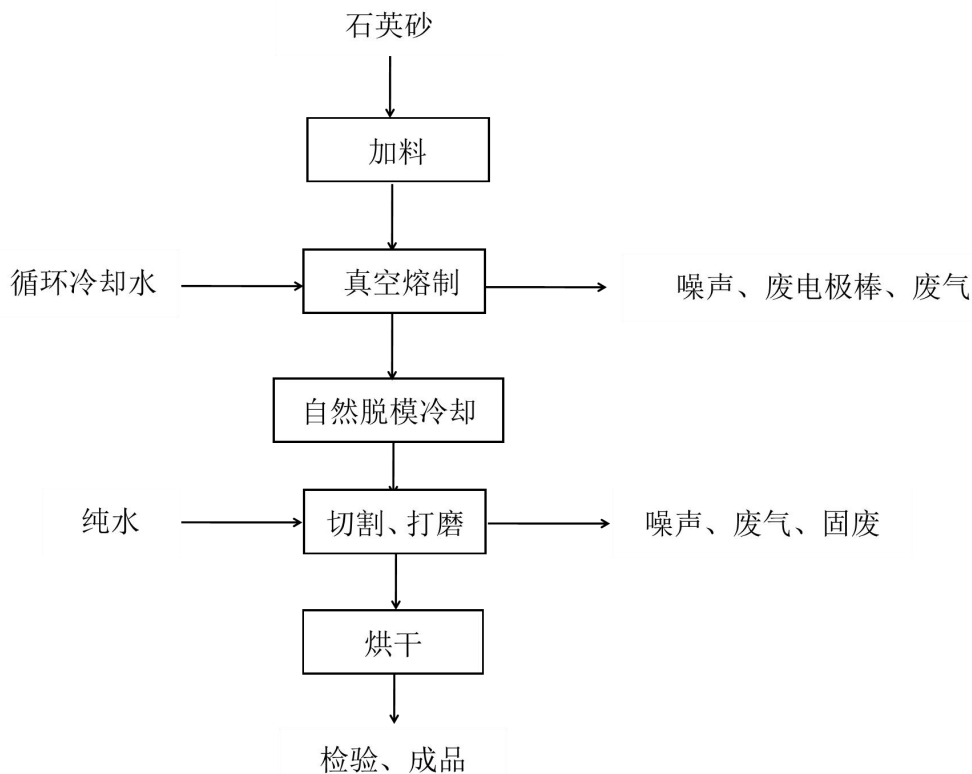 石英砂
加料
循环冷却水
真空熔制
噪声、废电极棒、废气
自然脱模冷却
纯水
切割、打磨
噪声、废气、固废
烘干
检验、成品